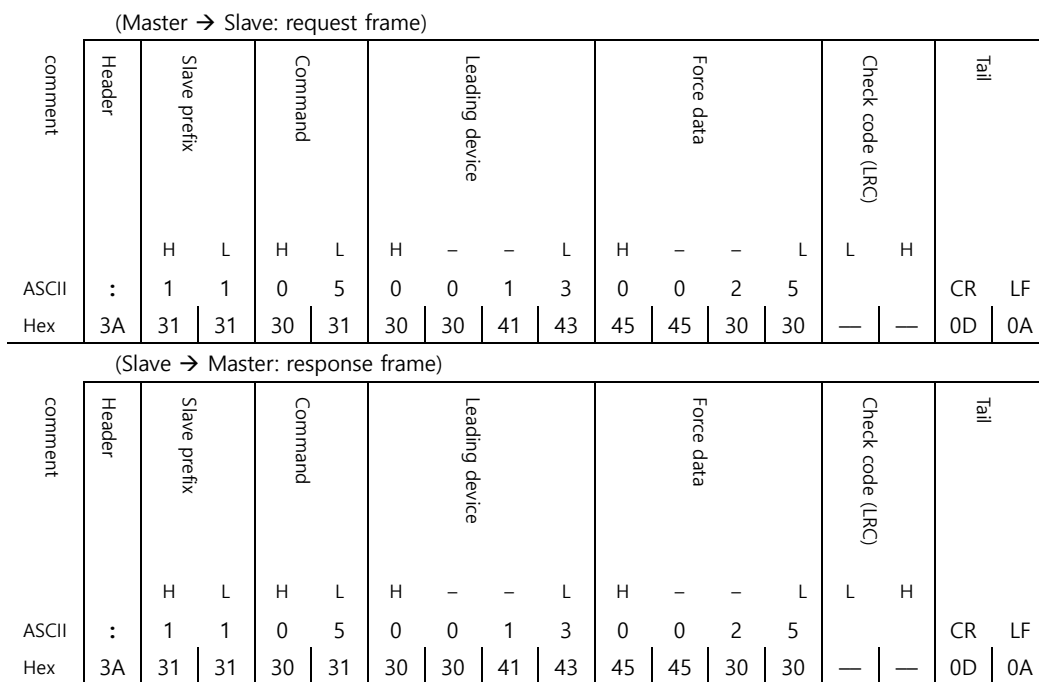 (Master → Slave: request frame)
comment Header Slave prefix Command Leading device Force data Check code (LRC) Tail
H L H L H – – L H – – L L H
ASCII : 1 1 0 5 0 0 1 3 0 0 2 5 CR LF
Hex 3A 31 31 30 31 30 30 41 43 45 45 30 30 — — 0D 0A
(Slave → Master: response frame)
comment Header Slave prefix Command Leading device Force data Check code (LRC) Tail
H L H L H – – L H – – L L H
ASCII : 1 1 0 5 0 0 1 3 0 0 2 5 CR LF
Hex 3A 31 31 30 31 30 30 41 43 45 45 30 30 — — 0D 0A